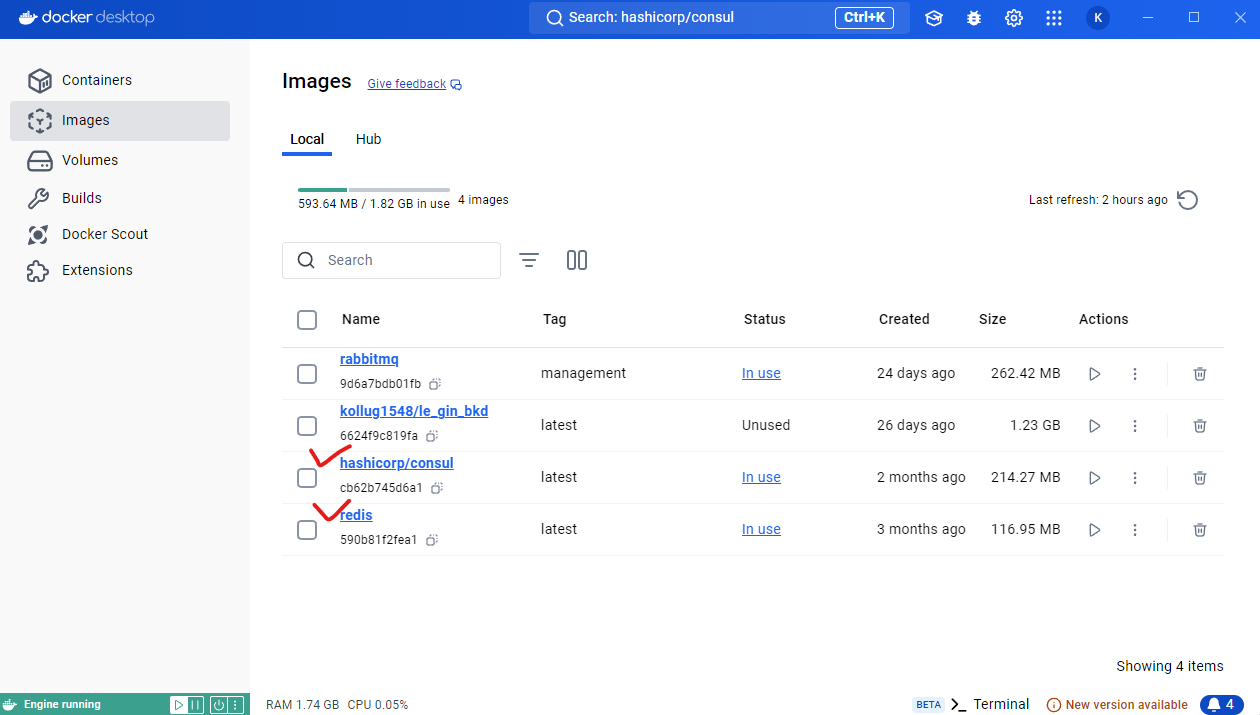 docker desktop
Search: hashicorp/consul
Ctrl+K
K
Containers
Images
Volumes
Builds
Docker Scout
Extensions
Images
Give feedback
Local
Hub
593.64 MB / 1.82 GB in use
4 images
Last refresh: 2 hours ago
Search
Name Tag Status Created Size Actions
rabbitmq
9d6a7bdb01fb
management In use 24 days ago 262.42 MB
kollug1548/le_gin_bkd
6624f9c819fa
latest Unused 26 days ago 1.23 GB
hashicorp/consul
cb62b745d6a1
latest In use 2 months ago 214.27 MB
redis
590b81f2fea1
latest In use 3 months ago 116.95 MB
Showing 4 items
Engine running
RAM 1.74 GB CPU 0.05%
BETA
Terminal
New version available
4